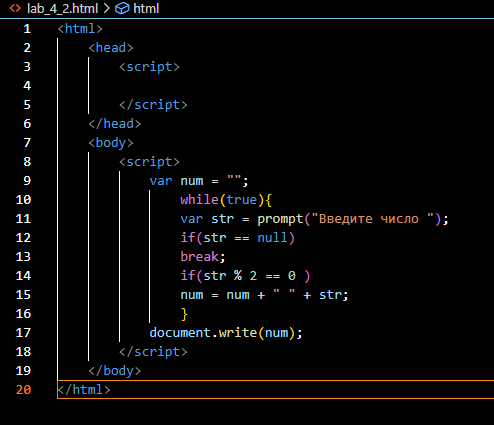 lab_4_2.html > html
1 <html>
2 <head>
3 <script>
4
5 </script>
6 </head>
7 <body>
8 <script>
9 var num = "";
10 while(true){
11 var str = prompt("Введите число ");
12 if(str == null)
13 break;
14 if(str % 2 == 0 )
15 num = num + " " + str;
16 }
17 document.write(num);
18 </script>
19 </body>
20 </html>